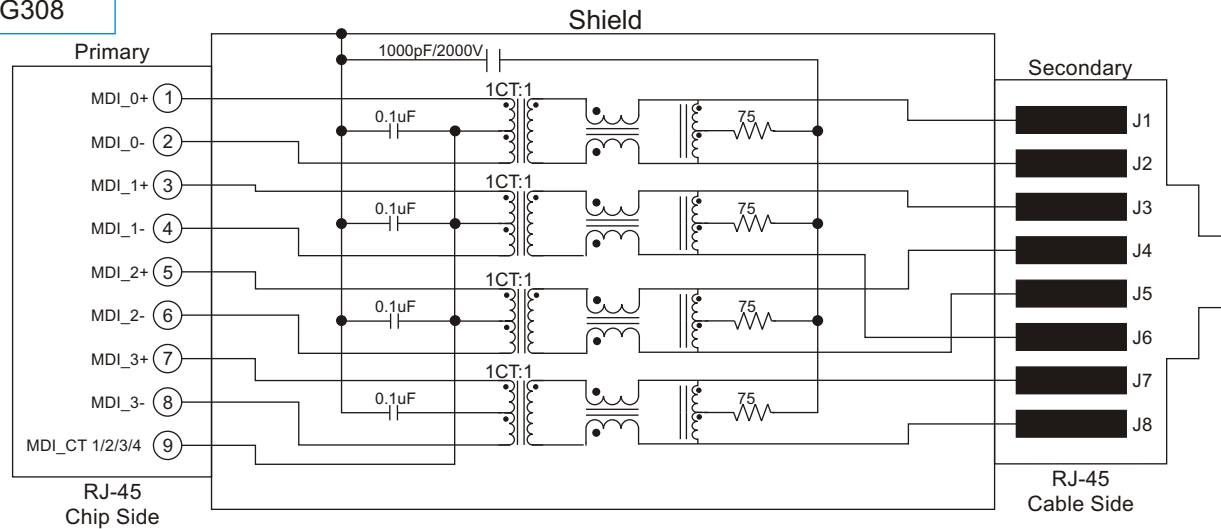 G308
Shield
Primary
1000pF/2000V
Secondary
MDI_0+ 1
1CT:1
0.1uF
75
J1
MDI_0- 2
J2
MDI_1+ 3
1CT:1
0.1uF
75
J3
MDI_1- 4
J4
MDI_2+ 5
1CT:1
J5
MDI_2- 6
0.1uF
75
J6
MDI_3+ 7
1CT:1
J7
MDI_3- 8
0.1uF
75
J8
MDI_CT 1/2/3/4 9
RJ-45
Chip Side
RJ-45
Cable Side